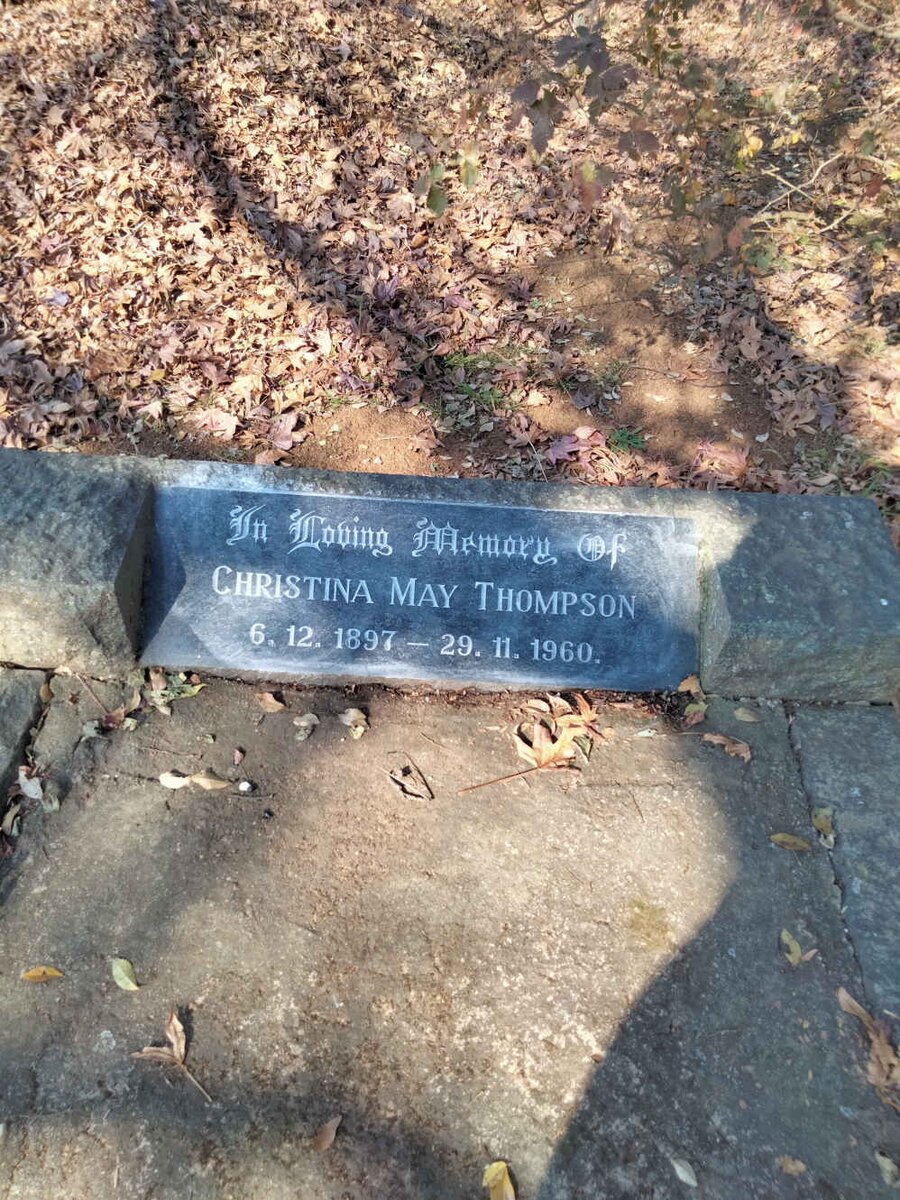 In Loving Memory Of
CHRISTINA MAY THOMPSON
6. 12. 1897 — 29. 11. 1960.